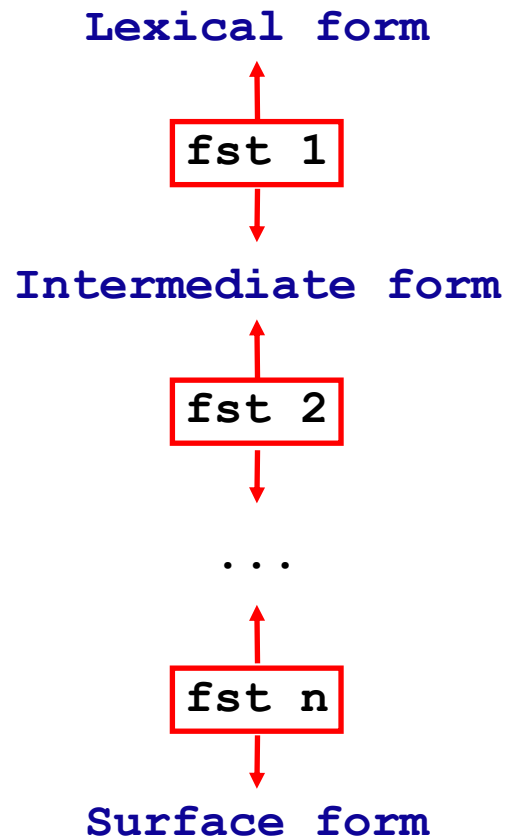 Lexical form
fst 1
Intermediate form
fst 2
...
fst n
Surface form